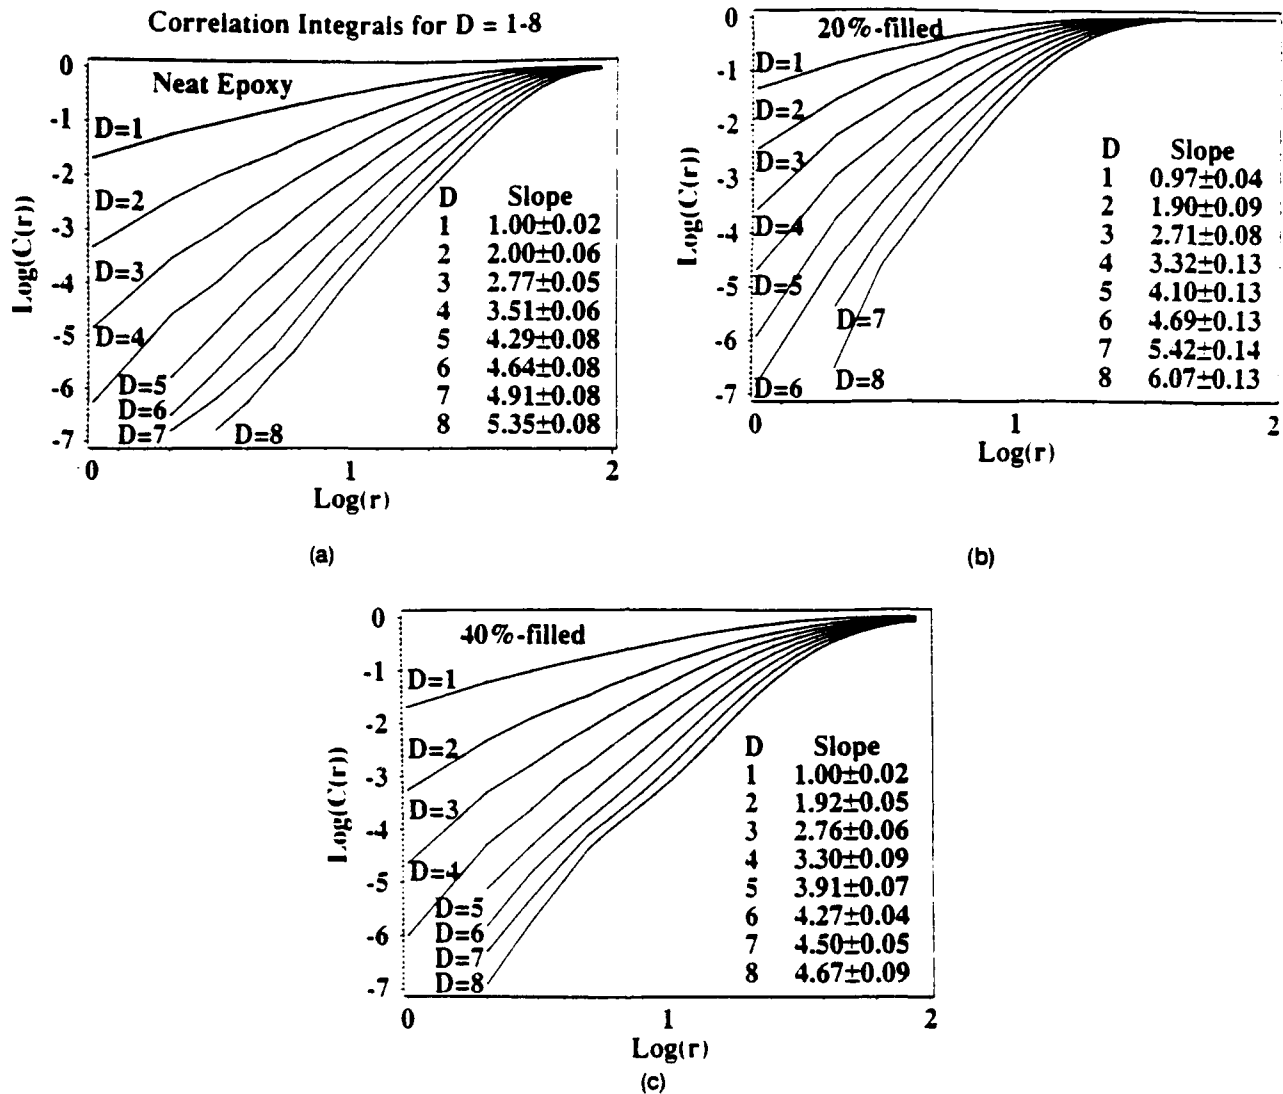 Correlation Integrals for D = 1-8
Neat Epoxy
0
-1
-2
-3
-4
-5
-6
-7
Log(C(r))
D=1
D=2
D=3
D=4
D=5
D=6
D=7
D=8
D Slope
1 1.00±0.02
2 2.00±0.06
3 2.77±0.05
4 3.51±0.06
5 4.29±0.08
6 4.64±0.08
7 4.91±0.08
8 5.35±0.08
0 1 2
Log(r)
(a)
20%-filled
0
-1
-2
-3
-4
-5
-6
-7
Log(C(r))
D=1
D=2
D=3
D=4
D=5
D=6
D=7
D=8
D Slope
1 0.97±0.04
2 1.90±0.09
3 2.71±0.08
4 3.32±0.13
5 4.10±0.13
6 4.69±0.13
7 5.42±0.14
8 6.07±0.13
0 1 2
Log(r)
(b)
40%-filled
0
-1
-2
-3
-4
-5
-6
-7
Log(C(r))
D=1
D=2
D=3
D=4
D=5
D=6
D=7
D=8
D Slope
1 1.00±0.02
2 1.92±0.05
3 2.76±0.06
4 3.30±0.09
5 3.91±0.07
6 4.27±0.04
7 4.50±0.05
8 4.67±0.09
0 1 2
Log(r)
(c)